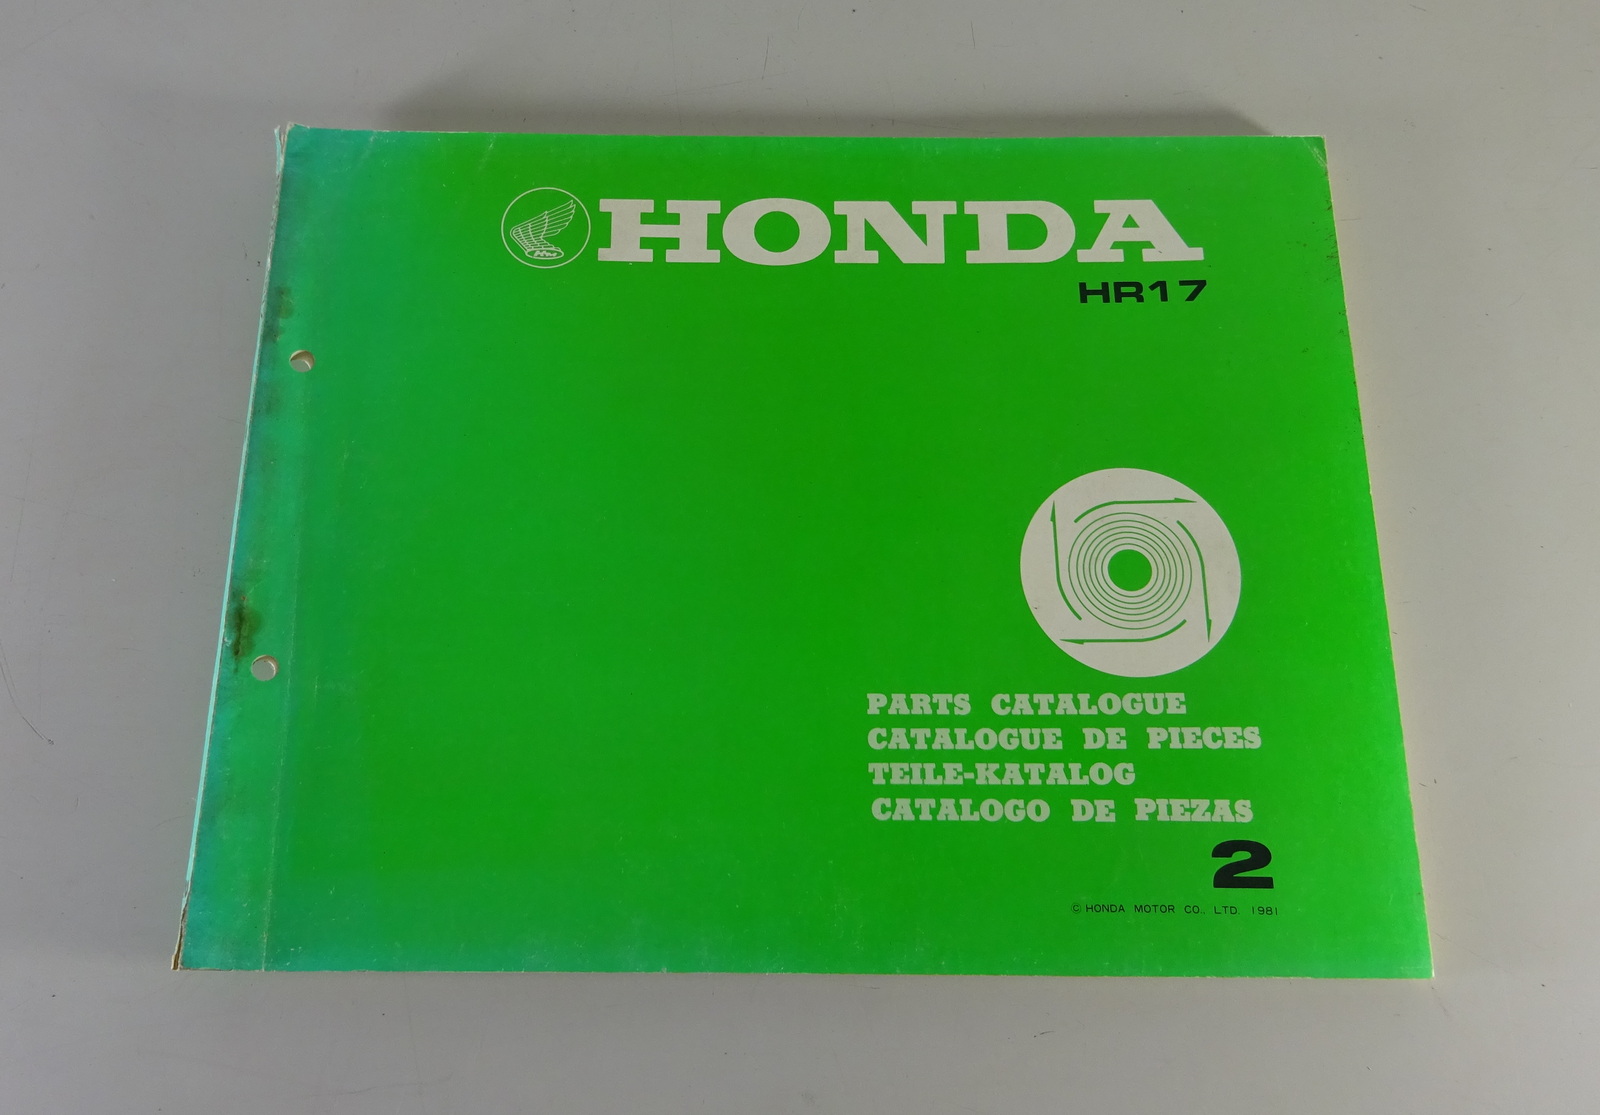 HONDA
HR17
PARTS CATALOGUE
CATALOGUE DE PIECES
TEILE-KATALOG
CATALOGO DE PIEZAS
2
© HONDA MOTOR CO., LTD. 1981